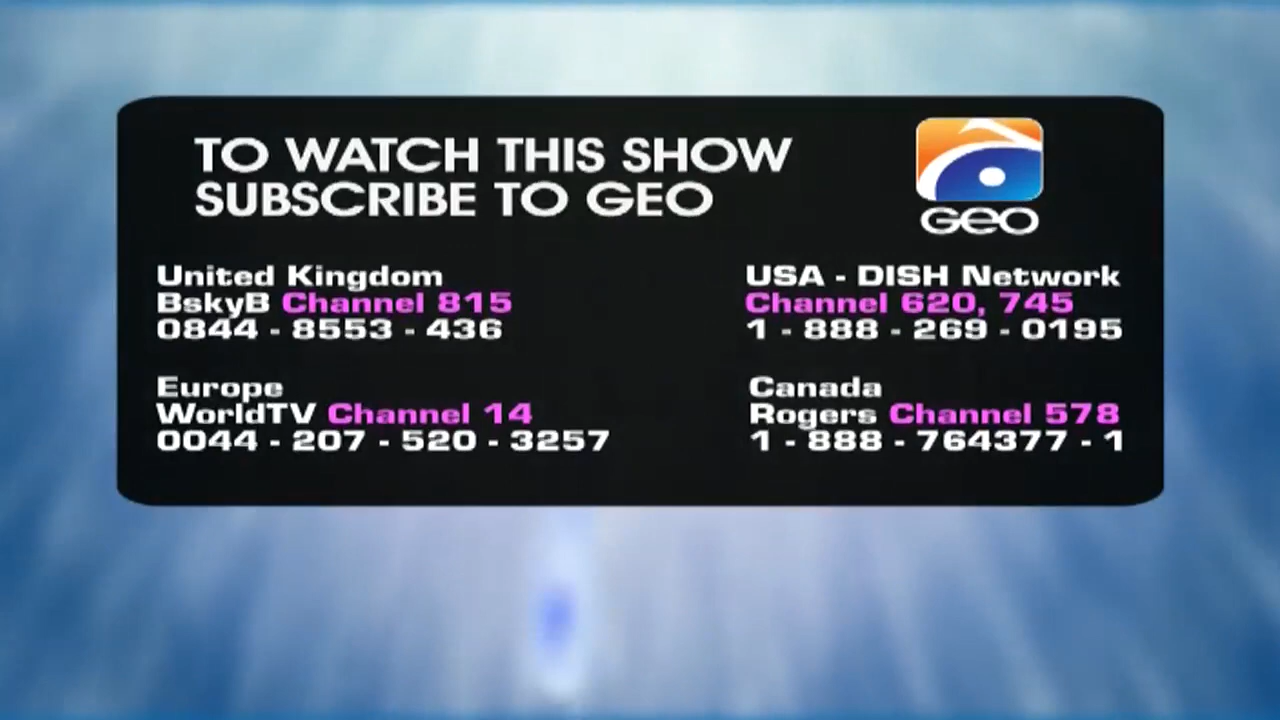 TO WATCH THIS SHOW
SUBSCRIBE TO GEO
GEO
United Kingdom
BskyB Channel 815
0844 - 8553 - 436
USA - DISH Network
Channel 620, 745
1 - 888 - 269 - 0195
Europe
WorldTV Channel 14
0044 - 207 - 520 - 3257
Canada
Rogers Channel 578
1 - 888 - 764377 - 1